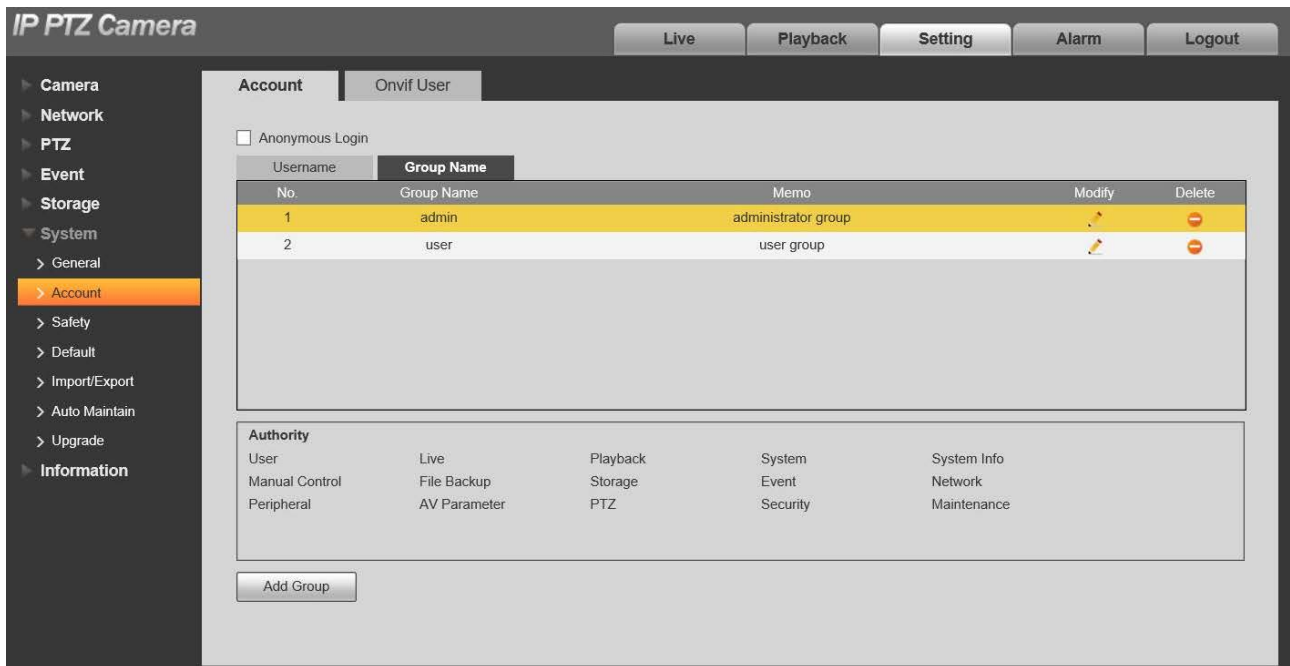 IP PTZ Camera
Live Playback Setting Alarm Logout
Camera
Network
PTZ
Event
Storage
System
General
Account
Safety
Default
Import/Export
Auto Maintain
Upgrade
Information
Account Onvif User
Anonymous Login
Username Group Name
No. Group Name Memo Modify Delete
1 admin administrator group
2 user user group
Authority
User Live Playback System System Info
Manual Control File Backup Storage Event Network
Peripheral AV Parameter PTZ Security Maintenance
Add Group